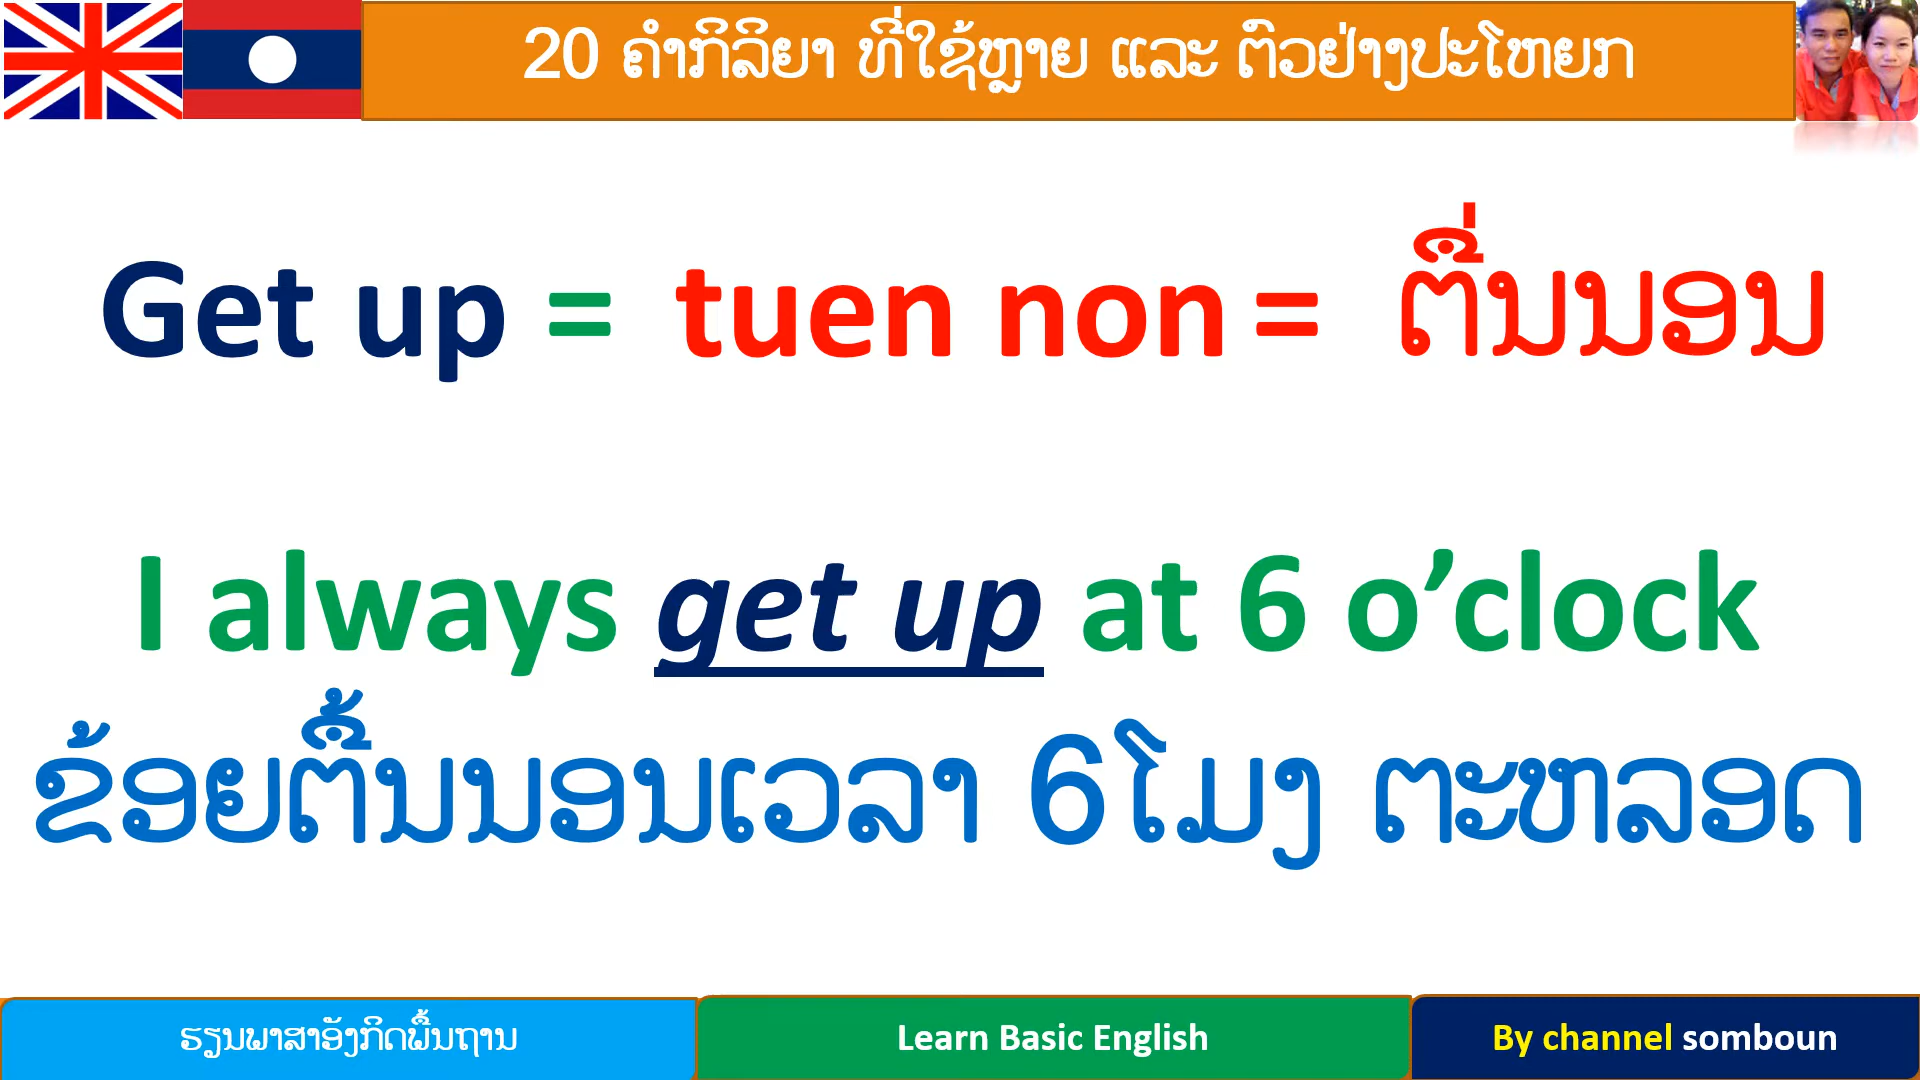 20 ຄຳກິລິຍາ ທີ່ໃຊ້ຫຼາຍ ແລະ ຕົວຢ່າງປະໂຫຍກ
Get up = tuen non = ຕື່ນນອນ
I always get up at 6 o’clock
ຂ້ອຍຕື້ນນອນເວລາ 6ໂມງ ຕະຫລອດ
ຮຽນພາສາອັງກິດພື້ນຖານ
Learn Basic English
By channel somboun